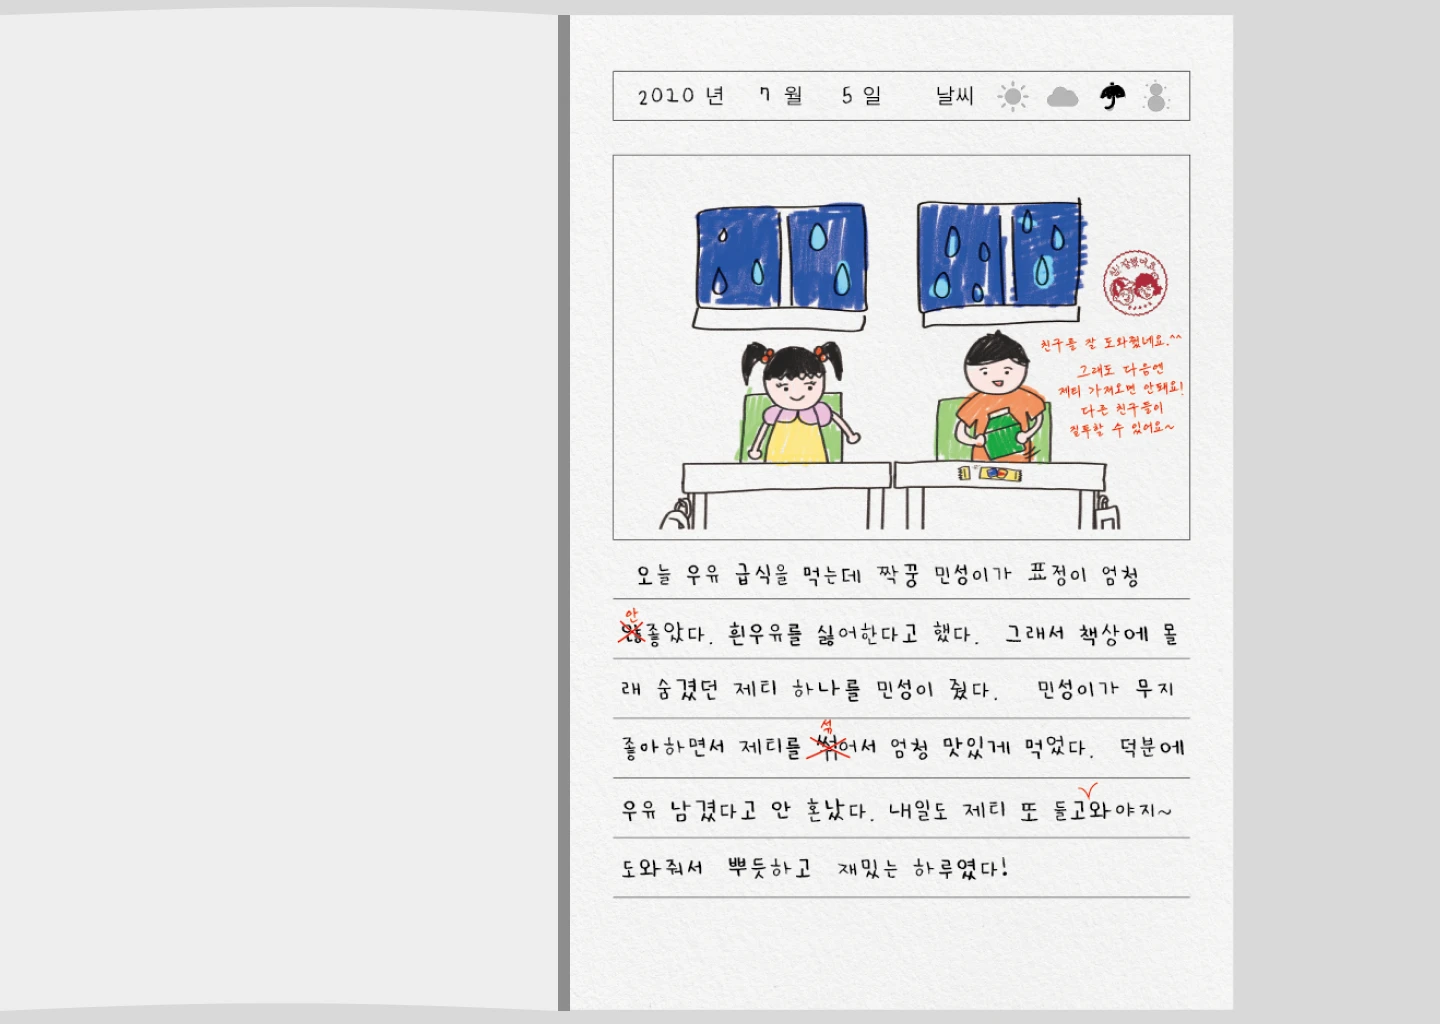 2010 년 7 월 5 일 날씨
참! 잘했어요
친구를 잘 도와줬네요.^^
그래도 다음엔
제티 가져오면 안돼요!
다른 친구들이
질투할 수 있어요~
오늘 우유 급식을 먹는데 짝꿍 민성이가 표정이 엄청
안
않좋았다. 흰우유를 싫어한다고 했다. 그래서 책상에 몰
래 숨겼던 제티 하나를 민성이 줬다. 민성이가 무지
섞
좋아하면서 제티를 썪어서 엄청 맛있게 먹었다. 덕분에
우유 남겼다고 안 혼났다. 내일도 제티 또 들고와야지~
도와줘서 뿌듯하고 재밌는 하루였다!